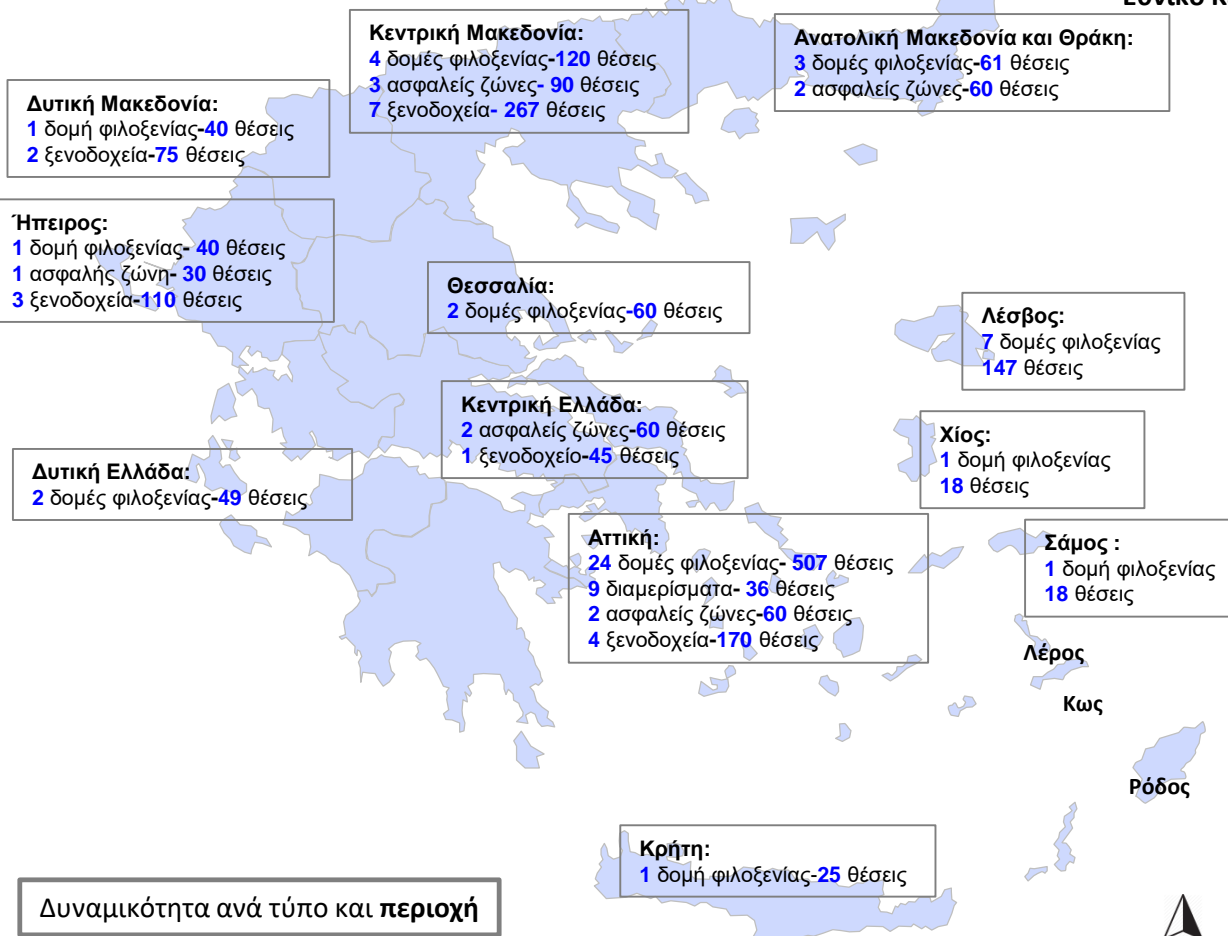 Κεντρική Μακεδονία:
4 δομές φιλοξενίας-120 θέσεις
3 ασφαλείς ζώνες- 90 θέσεις
7 ξενοδοχεία- 267 θέσεις
Ανατολική Μακεδονία και Θράκη:
3 δομές φιλοξενίας-61 θέσεις
2 ασφαλείς ζώνες-60 θέσεις
Δυτική Μακεδονία:
1 δομή φιλοξενίας-40 θέσεις
2 ξενοδοχεία-75 θέσεις
Ήπειρος:
1 δομή φιλοξενίας- 40 θέσεις
1 ασφαλής ζώνη- 30 θέσεις
3 ξενοδοχεία-110 θέσεις
Θεσσαλία:
2 δομές φιλοξενίας-60 θέσεις
Λέσβος:
7 δομές φιλοξενίας
147 θέσεις
Κεντρική Ελλάδα:
2 ασφαλείς ζώνες-60 θέσεις
1 ξενοδοχείο-45 θέσεις
Χίος:
1 δομή φιλοξενίας
18 θέσεις
Δυτική Ελλάδα:
2 δομές φιλοξενίας-49 θέσεις
Αττική:
24 δομές φιλοξενίας- 507 θέσεις
9 διαμερίσματα- 36 θέσεις
2 ασφαλείς ζώνες-60 θέσεις
4 ξενοδοχεία-170 θέσεις
Σάμος :
1 δομή φιλοξενίας
18 θέσεις
Λέρος
Κως
Ρόδος
Κρήτη:
1 δομή φιλοξενίας-25 θέσεις
Δυναμικότητα ανά τύπο και περιοχή